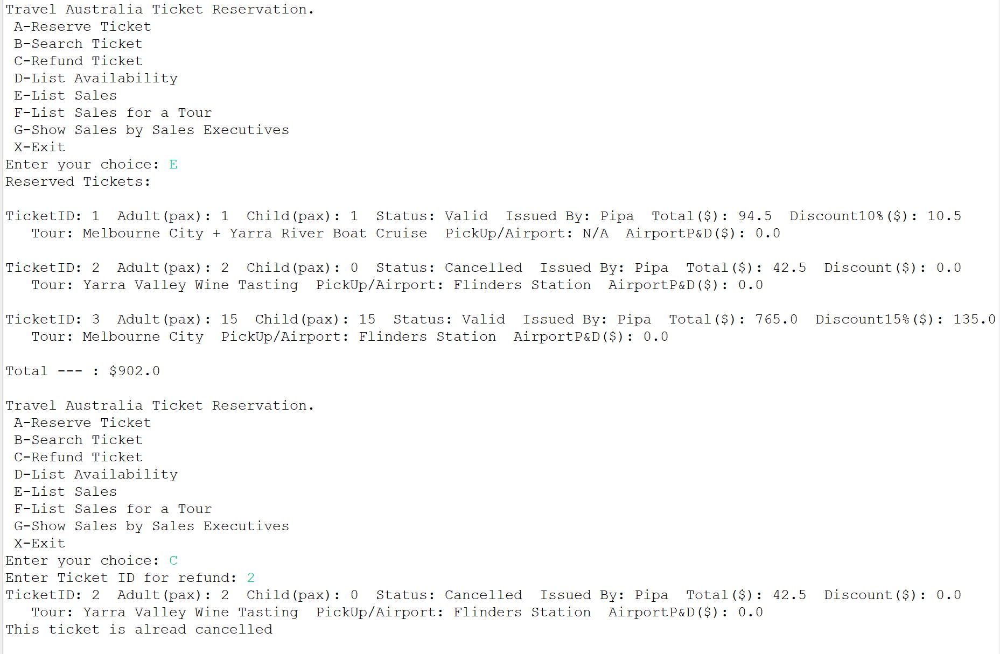 Travel Australia Ticket Reservation.
 A-Reserve Ticket
 B-Search Ticket
 C-Refund Ticket
 D-List Availability
 E-List Sales
 F-List Sales for a Tour
 G-Show Sales by Sales Executives
 X-Exit
Enter your choice: E
Reserved Tickets:

TicketID: 1  Adult(pax): 1  Child(pax): 1  Status: Valid  Issued By: Pipa  Total($): 94.5  Discount10%($): 10.5
   Tour: Melbourne City + Yarra River Boat Cruise  PickUp/Airport: N/A  AirportP&D($): 0.0

TicketID: 2  Adult(pax): 2  Child(pax): 0  Status: Cancelled  Issued By: Pipa  Total($): 42.5  Discount($): 0.0
   Tour: Yarra Valley Wine Tasting  PickUp/Airport: Flinders Station  AirportP&D($): 0.0

TicketID: 3  Adult(pax): 15  Child(pax): 15  Status: Valid  Issued By: Pipa  Total($): 765.0  Discount15%($): 135.0
   Tour: Melbourne City  PickUp/Airport: Flinders Station  AirportP&D($): 0.0

Total --- : $902.0

Travel Australia Ticket Reservation.
 A-Reserve Ticket
 B-Search Ticket
 C-Refund Ticket
 D-List Availability
 E-List Sales
 F-List Sales for a Tour
 G-Show Sales by Sales Executives
 X-Exit
Enter your choice: C
Enter Ticket ID for refund: 2
TicketID: 2  Adult(pax): 2  Child(pax): 0  Status: Cancelled  Issued By: Pipa  Total($): 42.5  Discount($): 0.0
   Tour: Yarra Valley Wine Tasting  PickUp/Airport: Flinders Station  AirportP&D($): 0.0
This ticket is alread cancelled